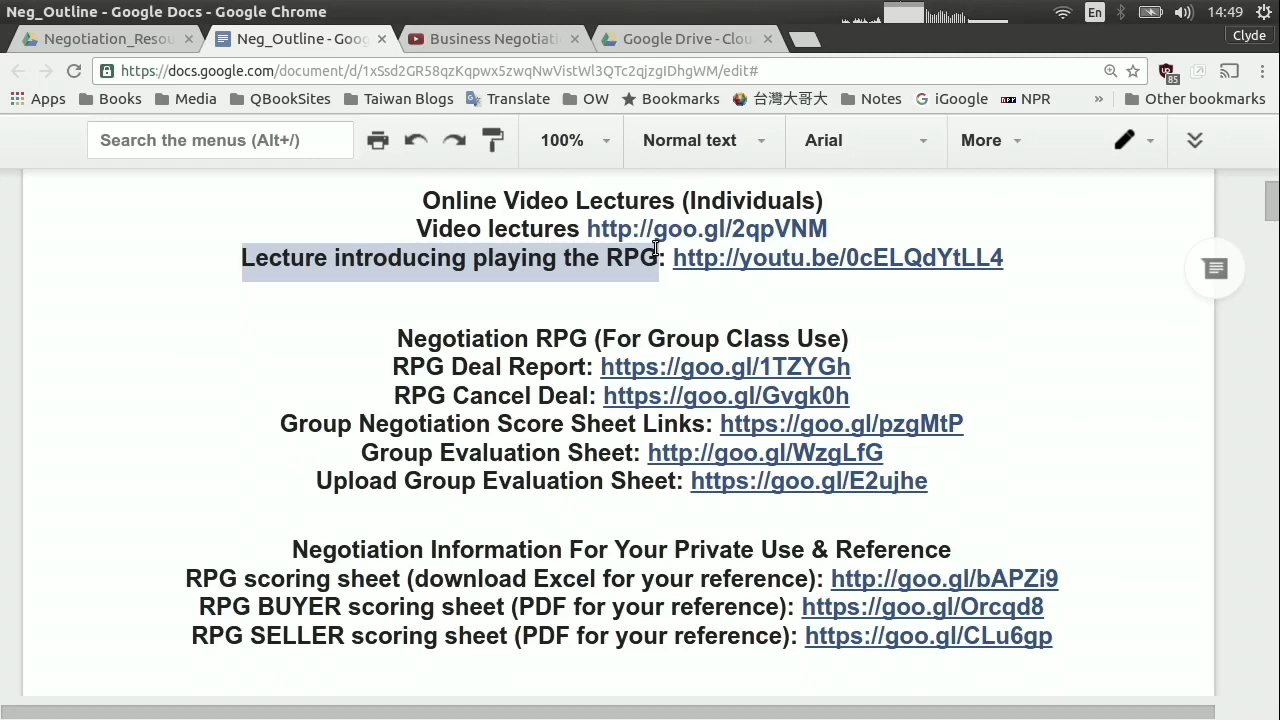 Neg_Outline - Google Docs - Google Chrome
En
14:49
Negotiation_Resou
Neg_Outline - Goog
Business Negotiati
Google Drive - Clou
Clyde
https://docs.google.com/document/d/1xSsd2GR58qzKqpwx5zwqNwVistWl3QTc2qjzgIDhgWM/edit#
85
Apps
Books
Media
QBookSites
Taiwan Blogs
Translate
OW
Bookmarks
台灣大哥大
Notes
iGoogle
npr NPR
»
Other bookmarks
Search the menus (Alt+/)
100%
Normal text
Arial
More
Online Video Lectures (Individuals)
Video lectures http://goo.gl/2qpVNM
Lecture introducing playing the RPG: http://youtu.be/0cELQdYtLL4
Negotiation RPG (For Group Class Use)
RPG Deal Report: https://goo.gl/1TZYGh
RPG Cancel Deal: https://goo.gl/Gvgk0h
Group Negotiation Score Sheet Links: https://goo.gl/pzgMtP
Group Evaluation Sheet: http://goo.gl/WzgLfG
Upload Group Evaluation Sheet: https://goo.gl/E2ujhe
Negotiation Information For Your Private Use & Reference
RPG scoring sheet (download Excel for your reference): http://goo.gl/bAPZi9
RPG BUYER scoring sheet (PDF for your reference): https://goo.gl/Orcqd8
RPG SELLER scoring sheet (PDF for your reference): https://goo.gl/CLu6gp